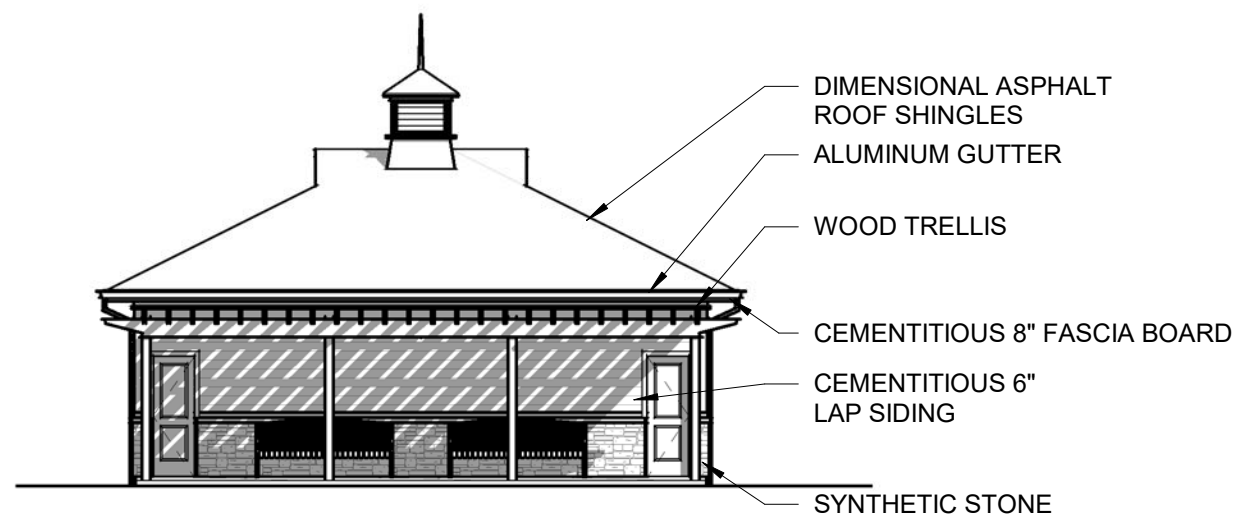 DIMENSIONAL ASPHALT
ROOF SHINGLES
ALUMINUM GUTTER
WOOD TRELLIS
CEMENTITIOUS 8" FASCIA BOARD
CEMENTITIOUS 6"
LAP SIDING
SYNTHETIC STONE